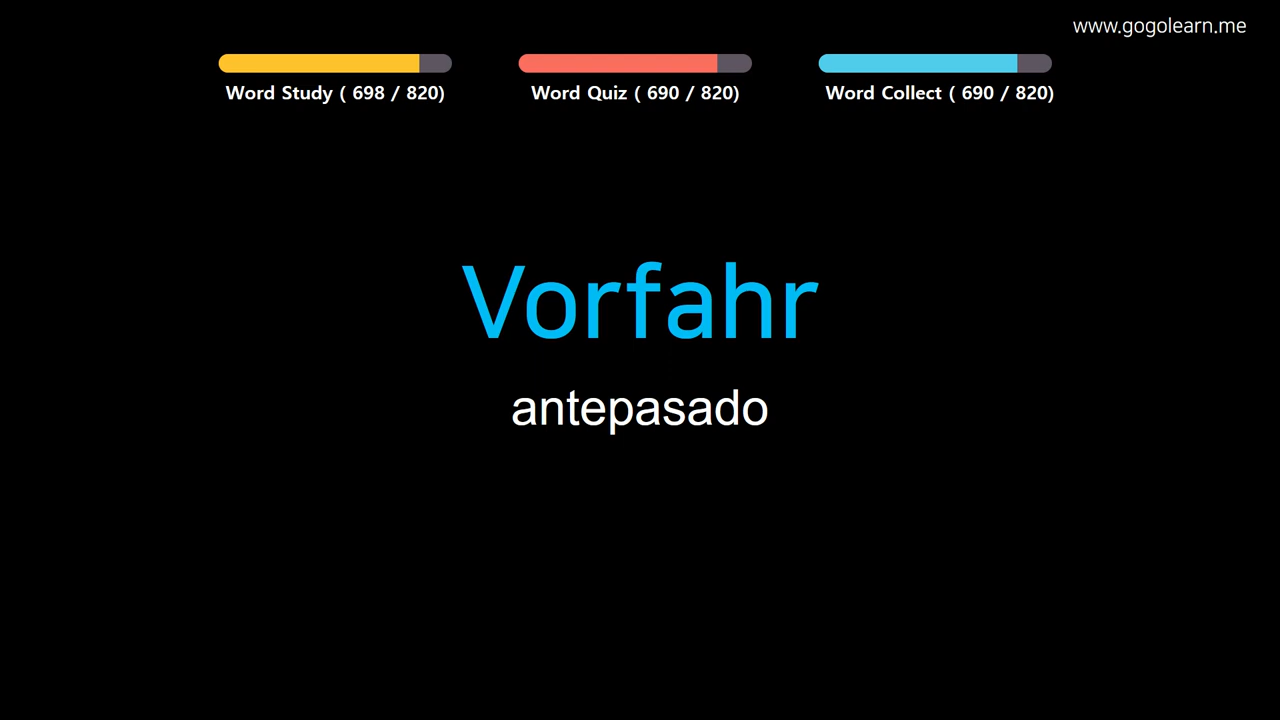 www.gogolearn.me
Word Study ( 698 / 820)
Word Quiz ( 690 / 820)
Word Collect ( 690 / 820)
Vorfahr
antepasado